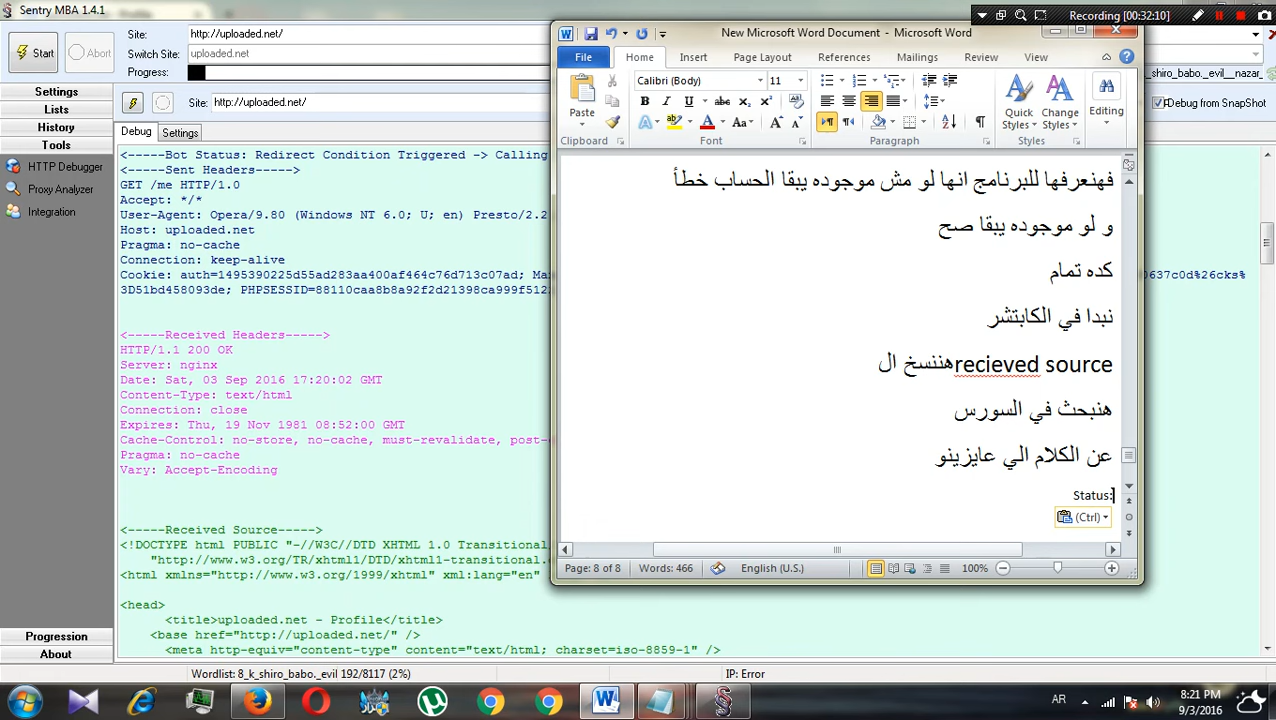 Sentry MBA 1.4.1
Recording [00:32:10]
Start
Abort
Site:
http://uploaded.net/
Switch Site:
uploaded.net
Progress:
Settings
Lists
History
Tools
HTTP Debugger
Proxy Analyzer
Integration
Progression
About
Site:
http://uploaded.net/
_shiro_babo._evil__nazar_
Debug from SnapShot
Debug
Settings
<-----Bot Status: Redirect Condition Triggered -> Calling
<-----Sent Headers----->
GET /me HTTP/1.0
Accept: */*
User-Agent: Opera/9.80 (Windows NT 6.0; U; en) Presto/2.2
Host: uploaded.net
Pragma: no-cache
Connection: keep-alive
Cookie: auth=1495390225d55ad283aa400af464c76d713c07ad; Ma
0637c0d%26cks%
3D51bd458093de; PHPSESSID=88110caa8b8a92f2d21398ca999f512
<-----Received Headers----->
HTTP/1.1 200 OK
Server: nginx
Date: Sat, 03 Sep 2016 17:20:02 GMT
Content-Type: text/html
Connection: close
Expires: Thu, 19 Nov 1981 08:52:00 GMT
Cache-Control: no-store, no-cache, must-revalidate, post-
Pragma: no-cache
Vary: Accept-Encoding
<-----Received Source----->
<!DOCTYPE html PUBLIC "-//W3C//DTD XHTML 1.0 Transitional
"http://www.w3.org/TR/xhtml1/DTD/xhtml1-transitional.
<html xmlns="http://www.w3.org/1999/xhtml" xml:lang="en"
<head>
<title>uploaded.net - Profile</title>
<base href="http://uploaded.net/" />
<meta http-equiv="content-type" content="text/html; charset=iso-8859-1" />
New Microsoft Word Document - Microsoft Word
File
Home
Insert
Page Layout
References
Mailings
Review
View
Paste
Calibri (Body)
11
Quick Styles
Change Styles
Editing
Clipboard
Font
Paragraph
Styles
فهنعرفها للبرنامج انها لو مش موجوده يبقا الحساب خطأ
و لو موجوده يبقا صح
كده تمام
نبدا في الكابتشر
هننسخ ال recieved source
هنبحث في السورس
عن الكلام الي عايزينو
Status:
(Ctrl)
Page: 8 of 8
Words: 466
English (U.S.)
100%
Wordlist: 8_k_shiro_babo._evil 192/8117 (2%)
IP: Error
AR
8:21 PM
9/3/2016